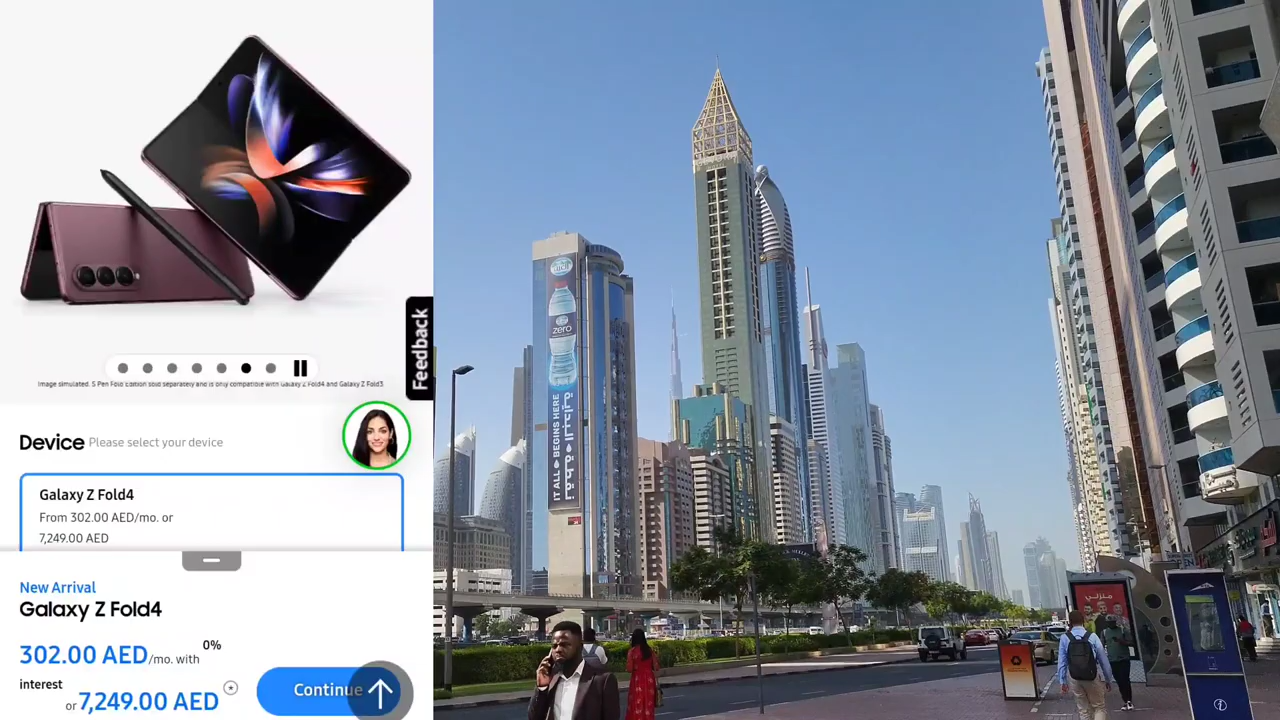 Feedback
Image simulated. S Pen Fold Edition sold separately and is only compatible with Galaxy Z Fold4 and Galaxy Z Fold3.
Device Please select your device
Galaxy Z Fold4
From 302.00 AED/mo. or
7,249.00 AED
New Arrival
Galaxy Z Fold4
302.00 AED/mo. with 0%
interest
or 7,249.00 AED
Continue
zero
IT ALL BEGINS HERE
منزلي